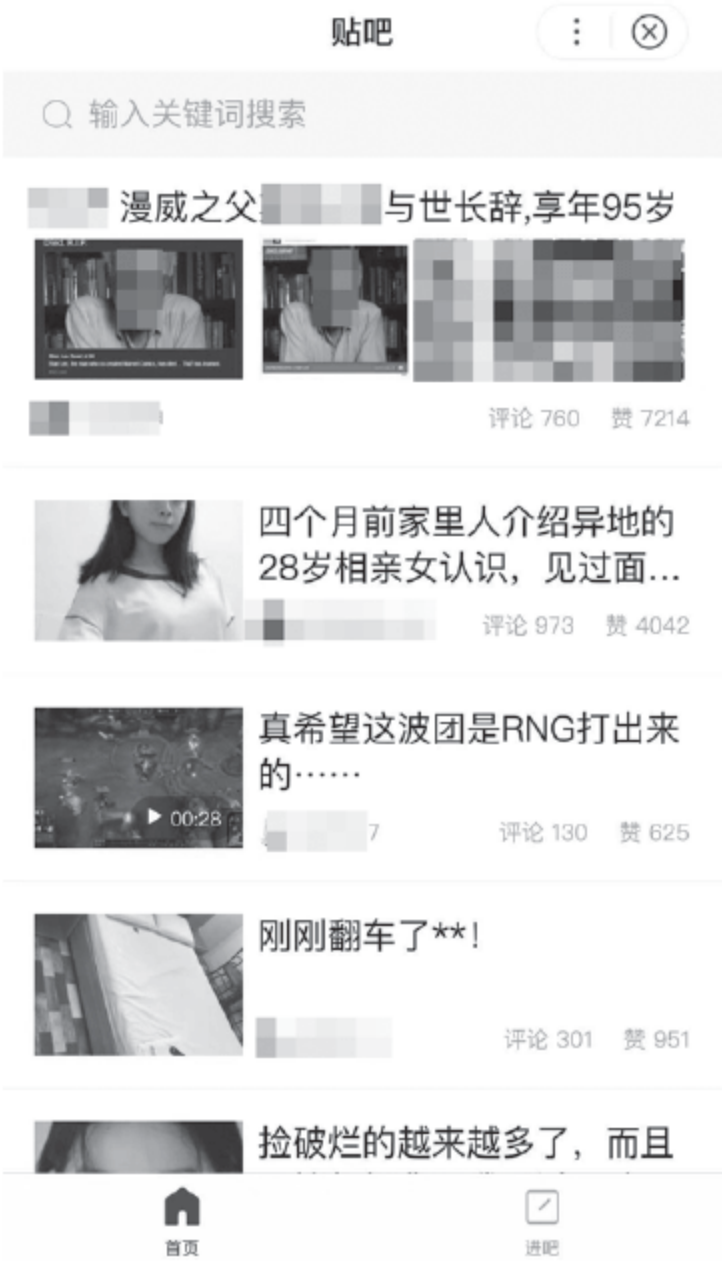 贴吧
输入关键词搜索
漫威之父 与世长辞,享年95岁
评论 760 赞 7214
四个月前家里人介绍异地的
28岁相亲女认识，见过面...
评论 973 赞 4042
真希望这波团是RNG打出来
的……
00:28
7
评论 130 赞 625
刚刚翻车了**!
评论 301 赞 951
捡破烂的越来越多了，而且
首页 进吧